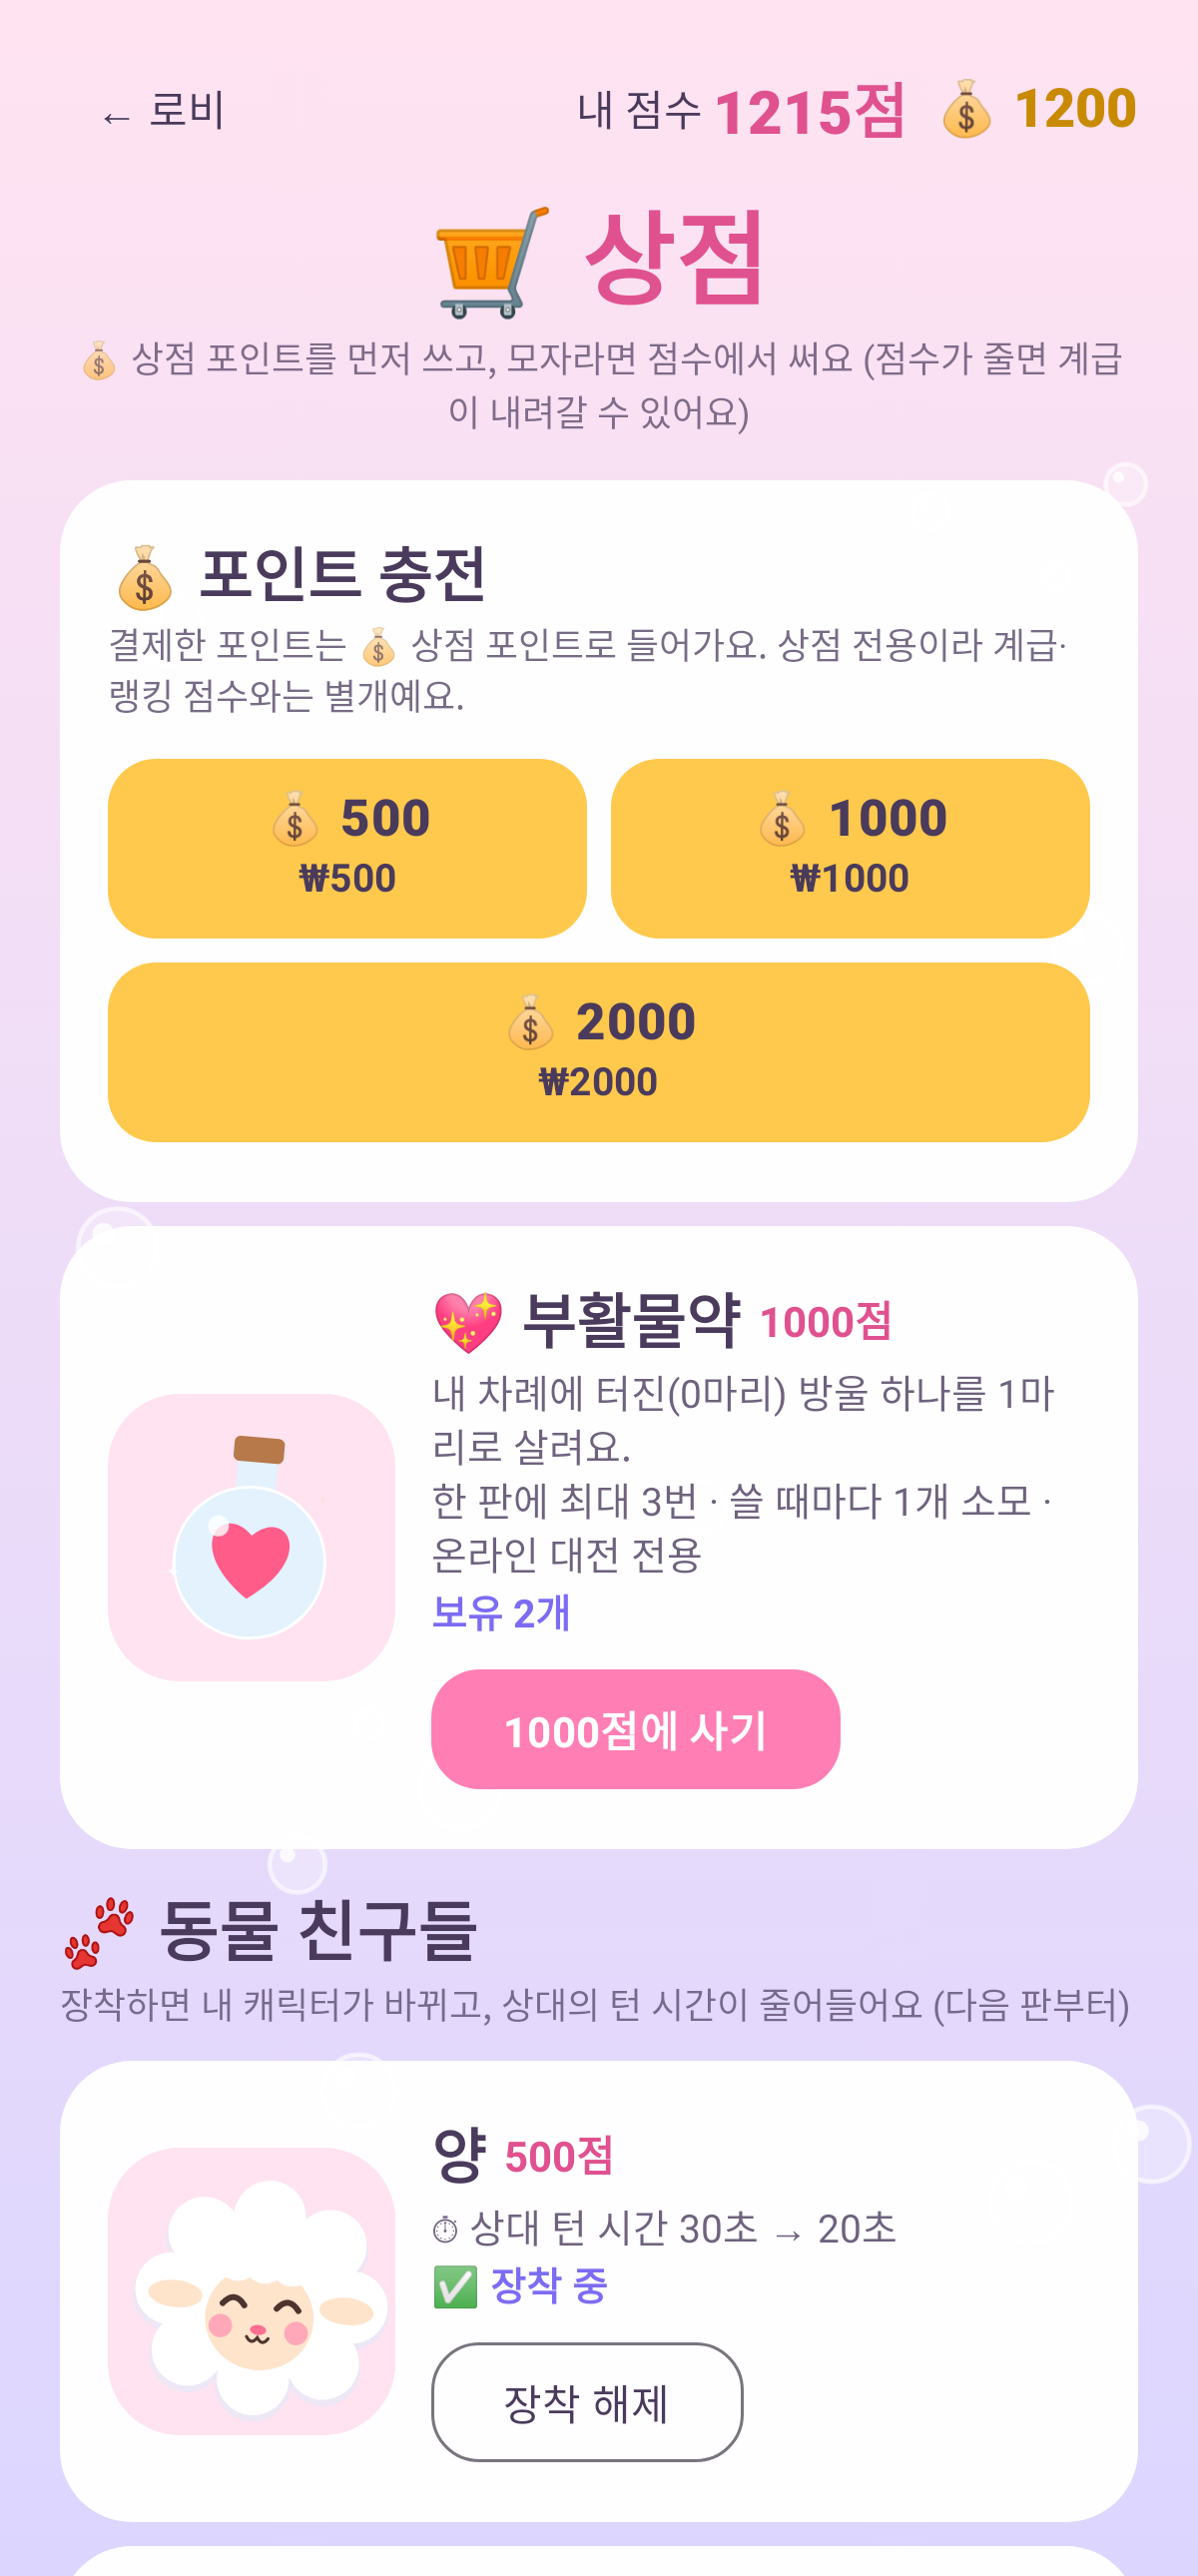 ← 로비
내 점수 1215점 💰 1200
🛒 상점
💰 상점 포인트를 먼저 쓰고, 모자라면 점수에서 써요 (점수가 줄면 계급
이 내려갈 수 있어요)
💰 포인트 충전
결제한 포인트는 💰 상점 포인트로 들어가요. 상점 전용이라 계급·
랭킹 점수와는 별개예요.
💰 500
₩500
💰 1000
₩1000
💰 2000
₩2000
💖 부활물약 1000점
내 차례에 터진(0마리) 방울 하나를 1마
리로 살려요.
한 판에 최대 3번 · 쓸 때마다 1개 소모 ·
온라인 대전 전용
보유 2개
1000점에 사기
🐾 동물 친구들
장착하면 내 캐릭터가 바뀌고, 상대의 턴 시간이 줄어들어요 (다음 판부터)
양 500점
⏱ 상대 턴 시간 30초 → 20초
✅ 장착 중
장착 해제